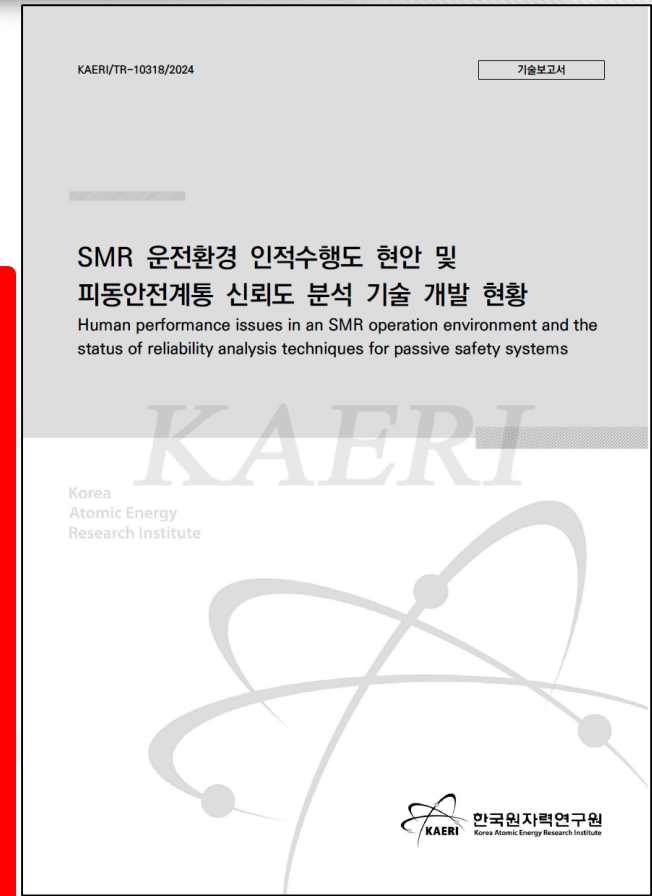 KAERI/TR-10318/2024
기술보고서
SMR 운전환경 인적수행도 현안 및
피동안전계통 신뢰도 분석 기술 개발 현황
Human performance issues in an SMR operation environment and the
status of reliability analysis techniques for passive safety systems
KAERI
Korea
Atomic Energy
Research Institute
KAERI
한국원자력연구원
Korea Atomic Energy Research Institute